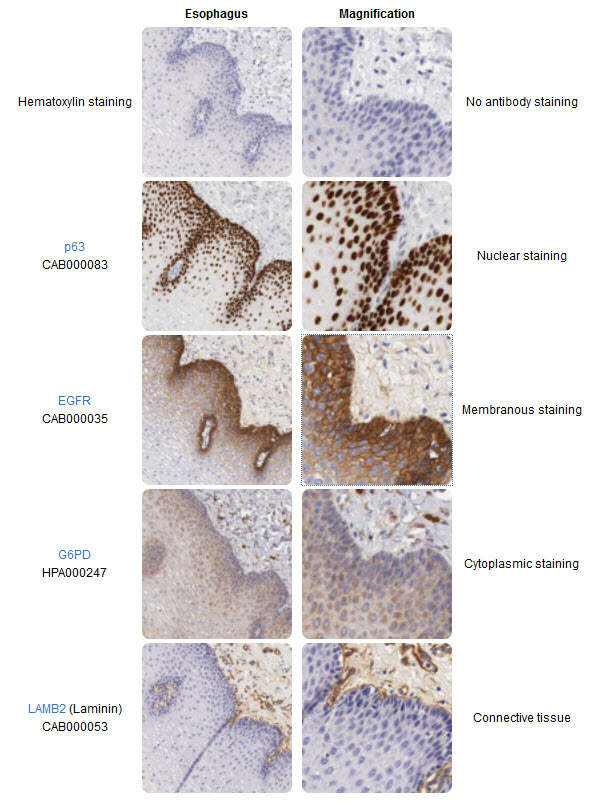 Esophagus Magnification
Hematoxylin staining No antibody staining
p63
CAB000083
Nuclear staining
EGFR
CAB000035
Membranous staining
G6PD
HPA000247
Cytoplasmic staining
LAMB2 (Laminin)
CAB000053
Connective tissue